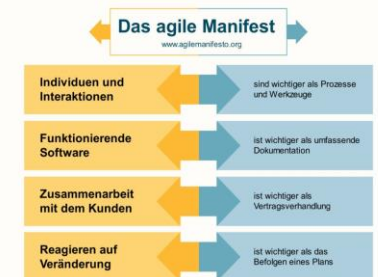 Das agile Manifest
www.agilemanifesto.org
Individuen und
Interaktionen
sind wichtiger als Prozesse
und Werkzeuge
Funktionierende
Software
ist wichtiger als umfassende
Dokumentation
Zusammenarbeit
mit dem Kunden
ist wichtiger als
Vertragsverhandlung
Reagieren auf
Veränderung
ist wichtiger als das
Befolgen eines Plans